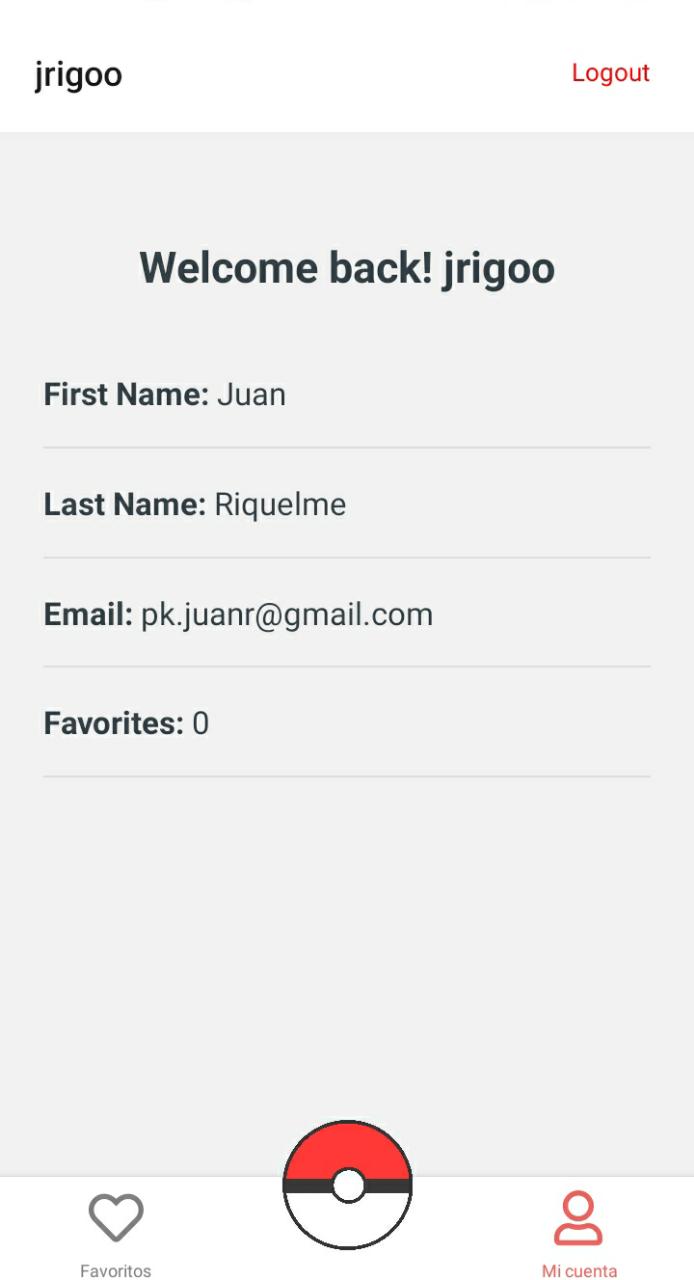 jrigoo
Logout
Welcome back! jrigoo
First Name: Juan
Last Name: Riquelme
Email: pk.juanr@gmail.com
Favorites: 0
Favoritos
Mi cuenta